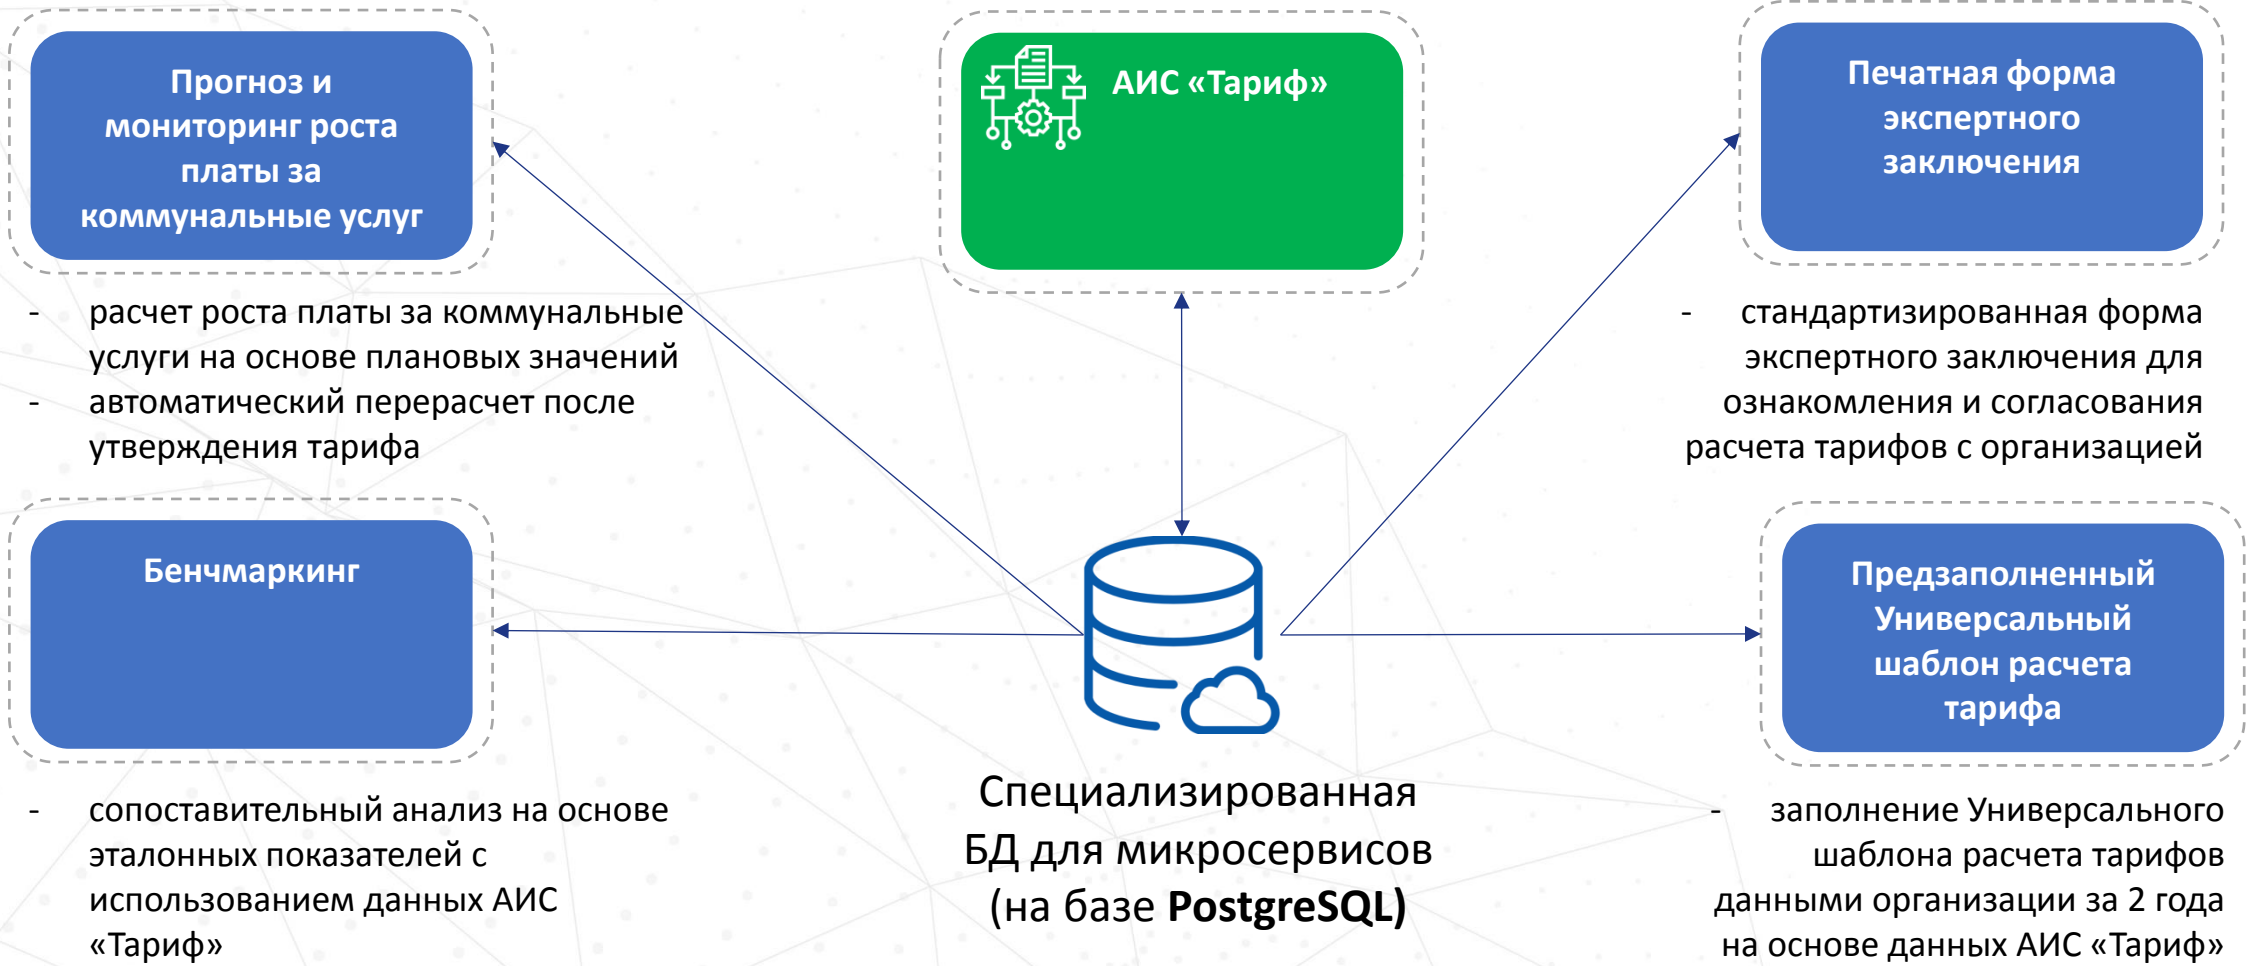 Прогноз и
мониторинг роста
платы за
коммунальные услуг
- расчет роста платы за коммунальные
услуги на основе плановых значений
- автоматический перерасчет после
утверждения тарифа
Бенчмаркинг
- сопоставительный анализ на основе
эталонных показателей с
использованием данных АИС
«Тариф»
АИС «Тариф»
Специализированная
БД для микросервисов
(на базе PostgreSQL)
Печатная форма
экспертного
заключения
- стандартизированная форма
экспертного заключения для
ознакомления и согласования
расчета тарифов с организацией
Предзаполненный
Универсальный
шаблон расчета
тарифа
- заполнение Универсального
шаблона расчета тарифов
данными организации за 2 года
на основе данных АИС «Тариф»